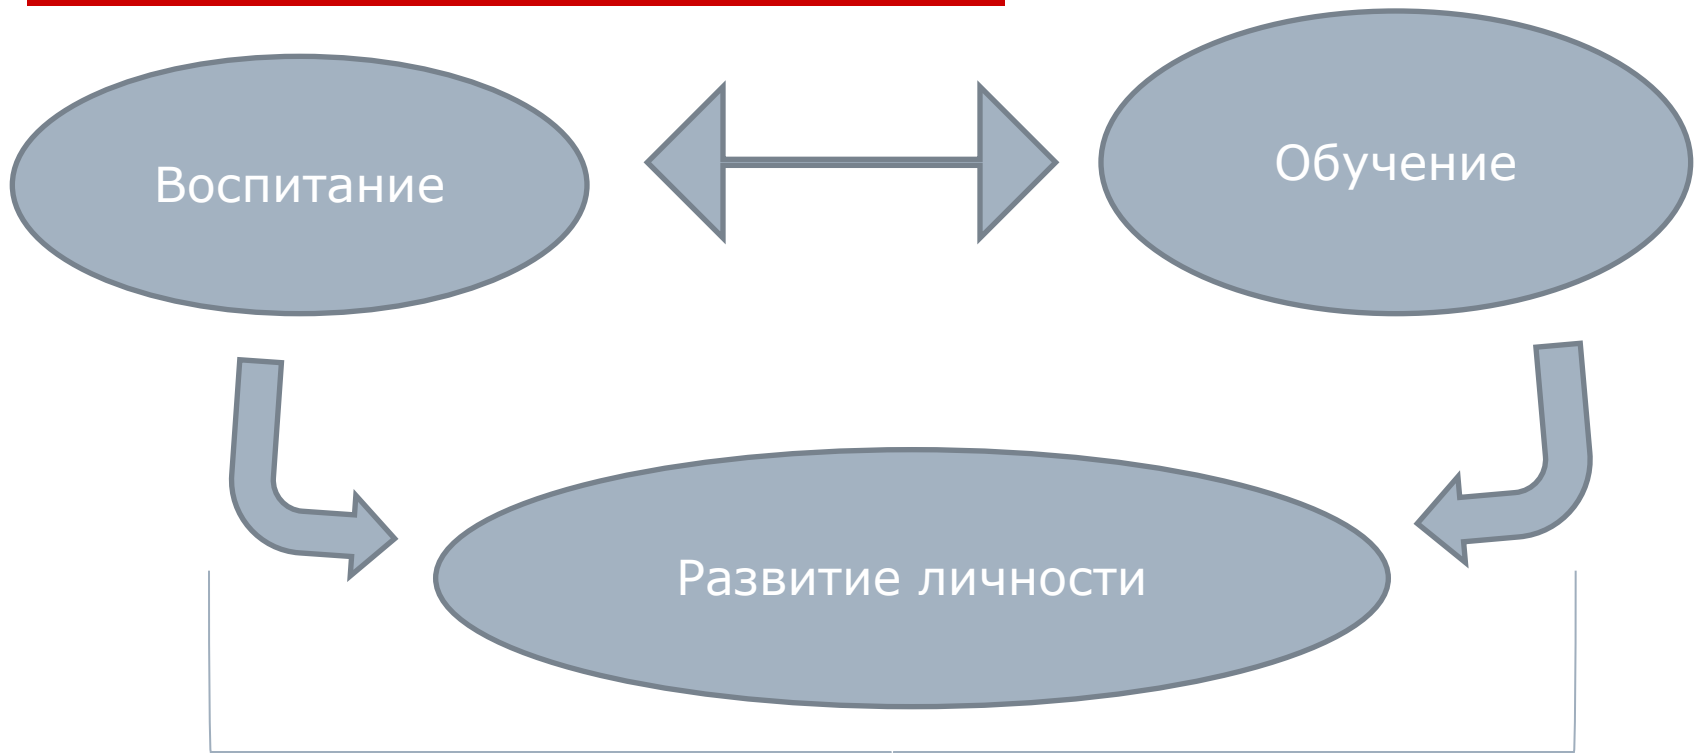 Воспитание
Обучение
Развитие личности